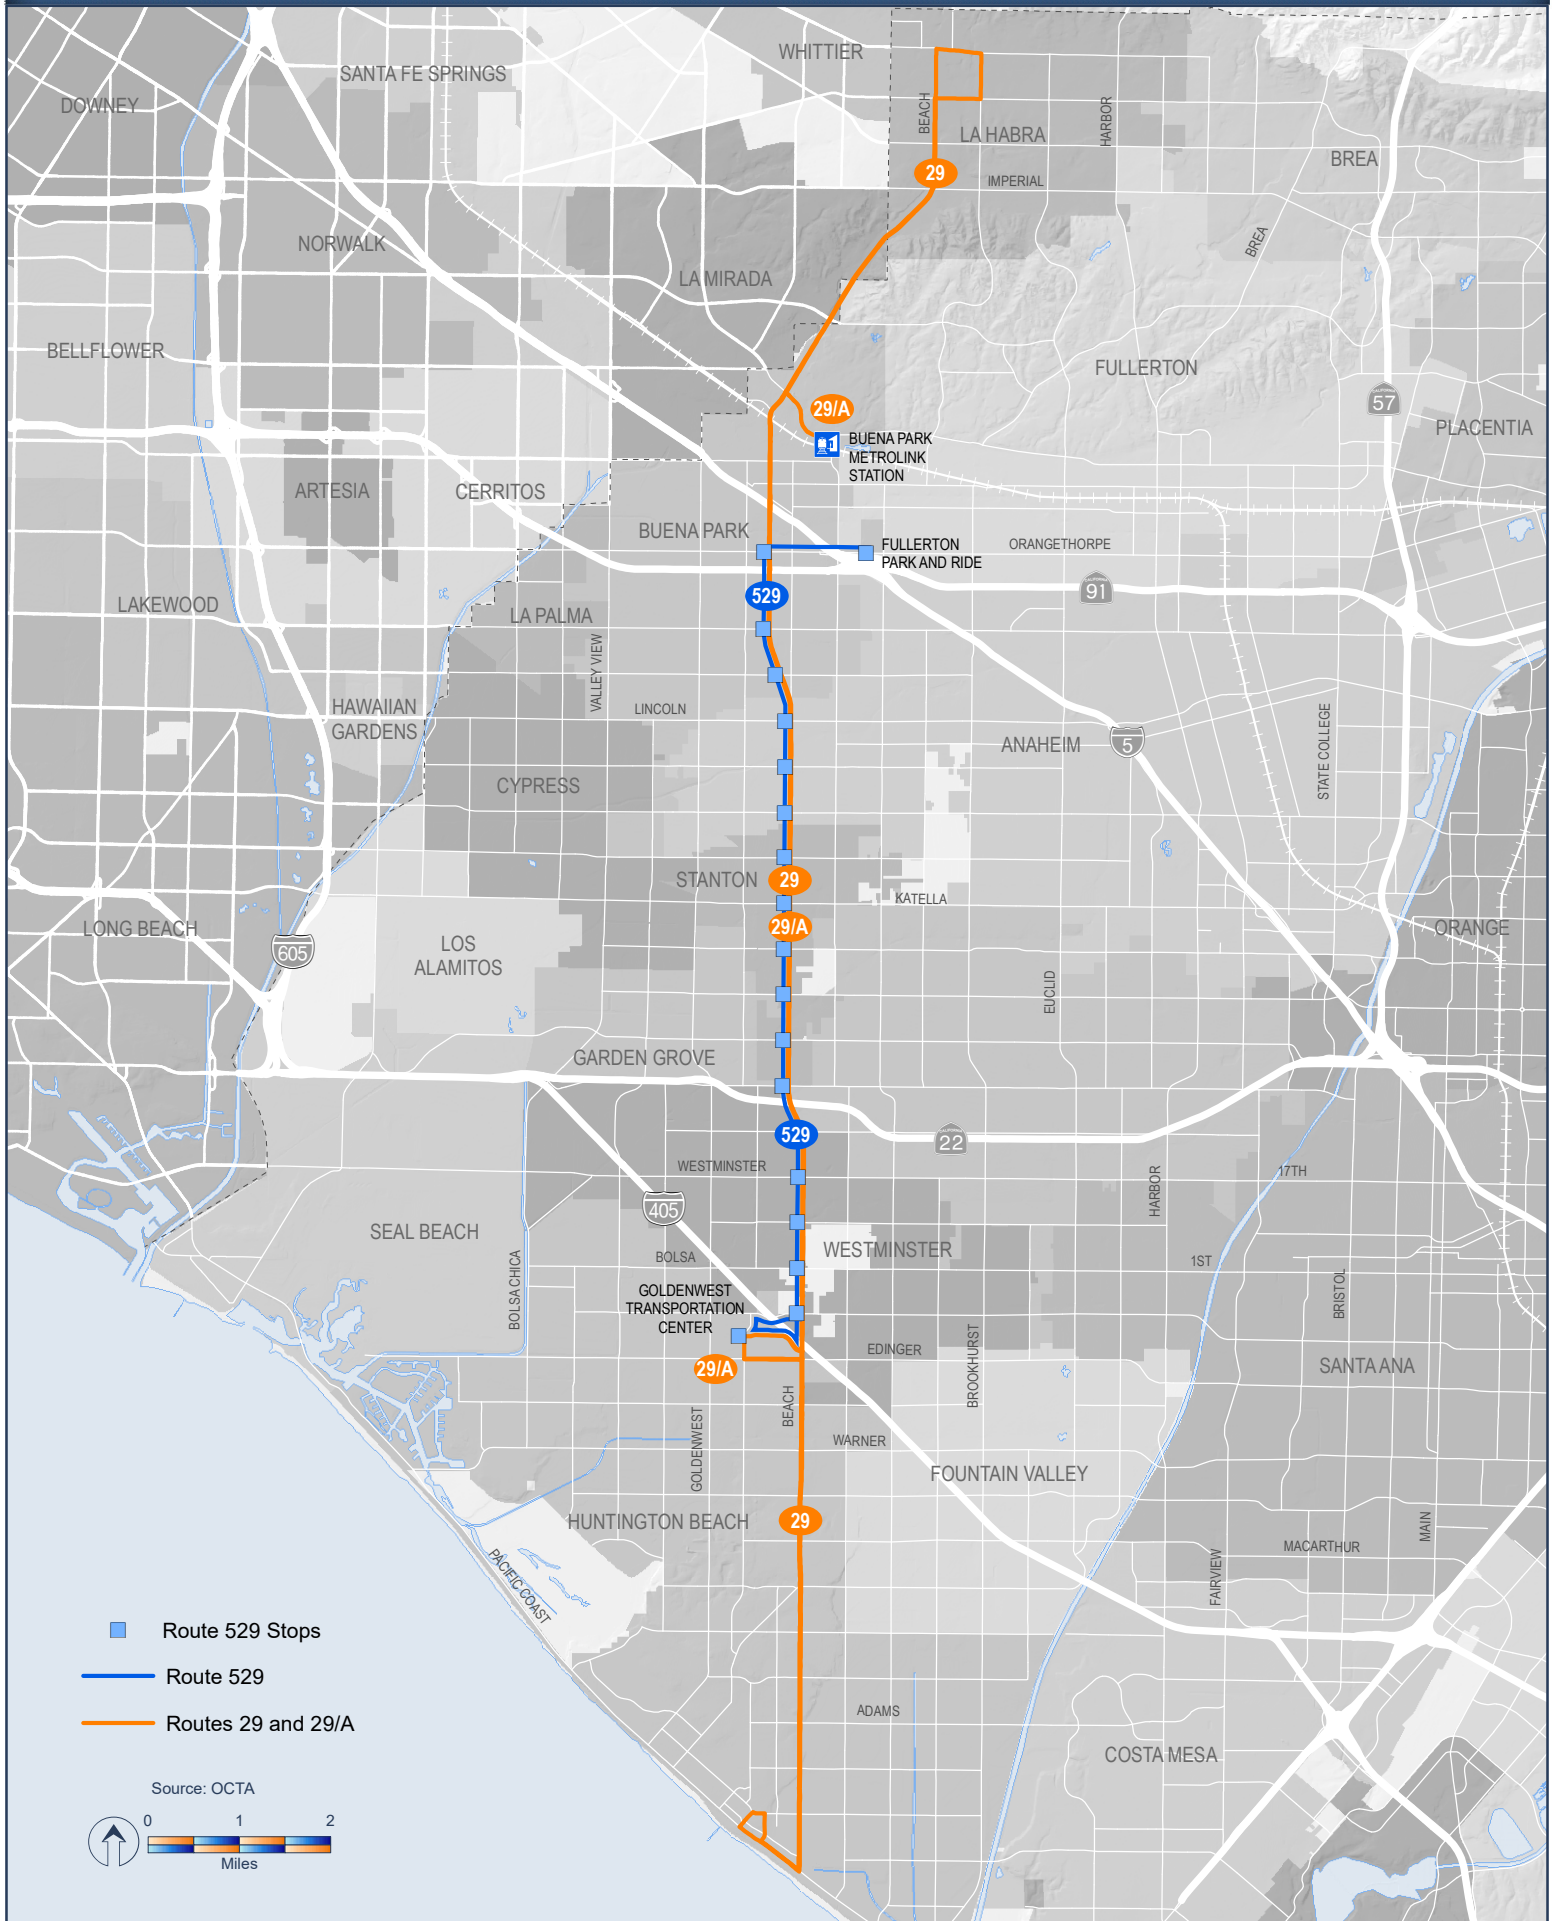 WHITTIER
SANTA FE SPRINGS
DOWNEY
BEACH
HARBOR
LA HABRA
BREA
29
IMPERIAL
NORWALK
BREA
LA MIRADA
BELLFLOWER
FULLERTON
57
29/A
PLACENTIA
BUENA PARK
METROLINK
STATION
ARTESIA
CERRITOS
BUENA PARK
FULLERTON
PARK AND RIDE
ORANGETHORPE
91
529
LAKEWOOD
LA PALMA
VALLEY VIEW
HAWAIIAN
GARDENS
LINCOLN
ANAHEIM
5
STATE COLLEGE
CYPRESS
STANTON
29
KATELLA
LONG BEACH
29/A
ORANGE
605
LOS
ALAMITOS
EUCLID
GARDEN GROVE
529
22
WESTMINSTER
HARBOR
17TH
405
SEAL BEACH
BOLSA
WESTMINSTER
1ST
BOLSA CHICA
GOLDENWEST
TRANSPORTATION
CENTER
BRISTOL
EDINGER
BROOKHURST
SANTA ANA
29/A
BEACH
GOLDENWEST
WARNER
FOUNTAIN VALLEY
HUNTINGTON BEACH
29
MAIN
MACARTHUR
PACIFIC COAST
FAIRVIEW
Route 529 Stops
Route 529
Routes 29 and 29/A
ADAMS
COSTA MESA
Source: OCTA
0 1 2
Miles